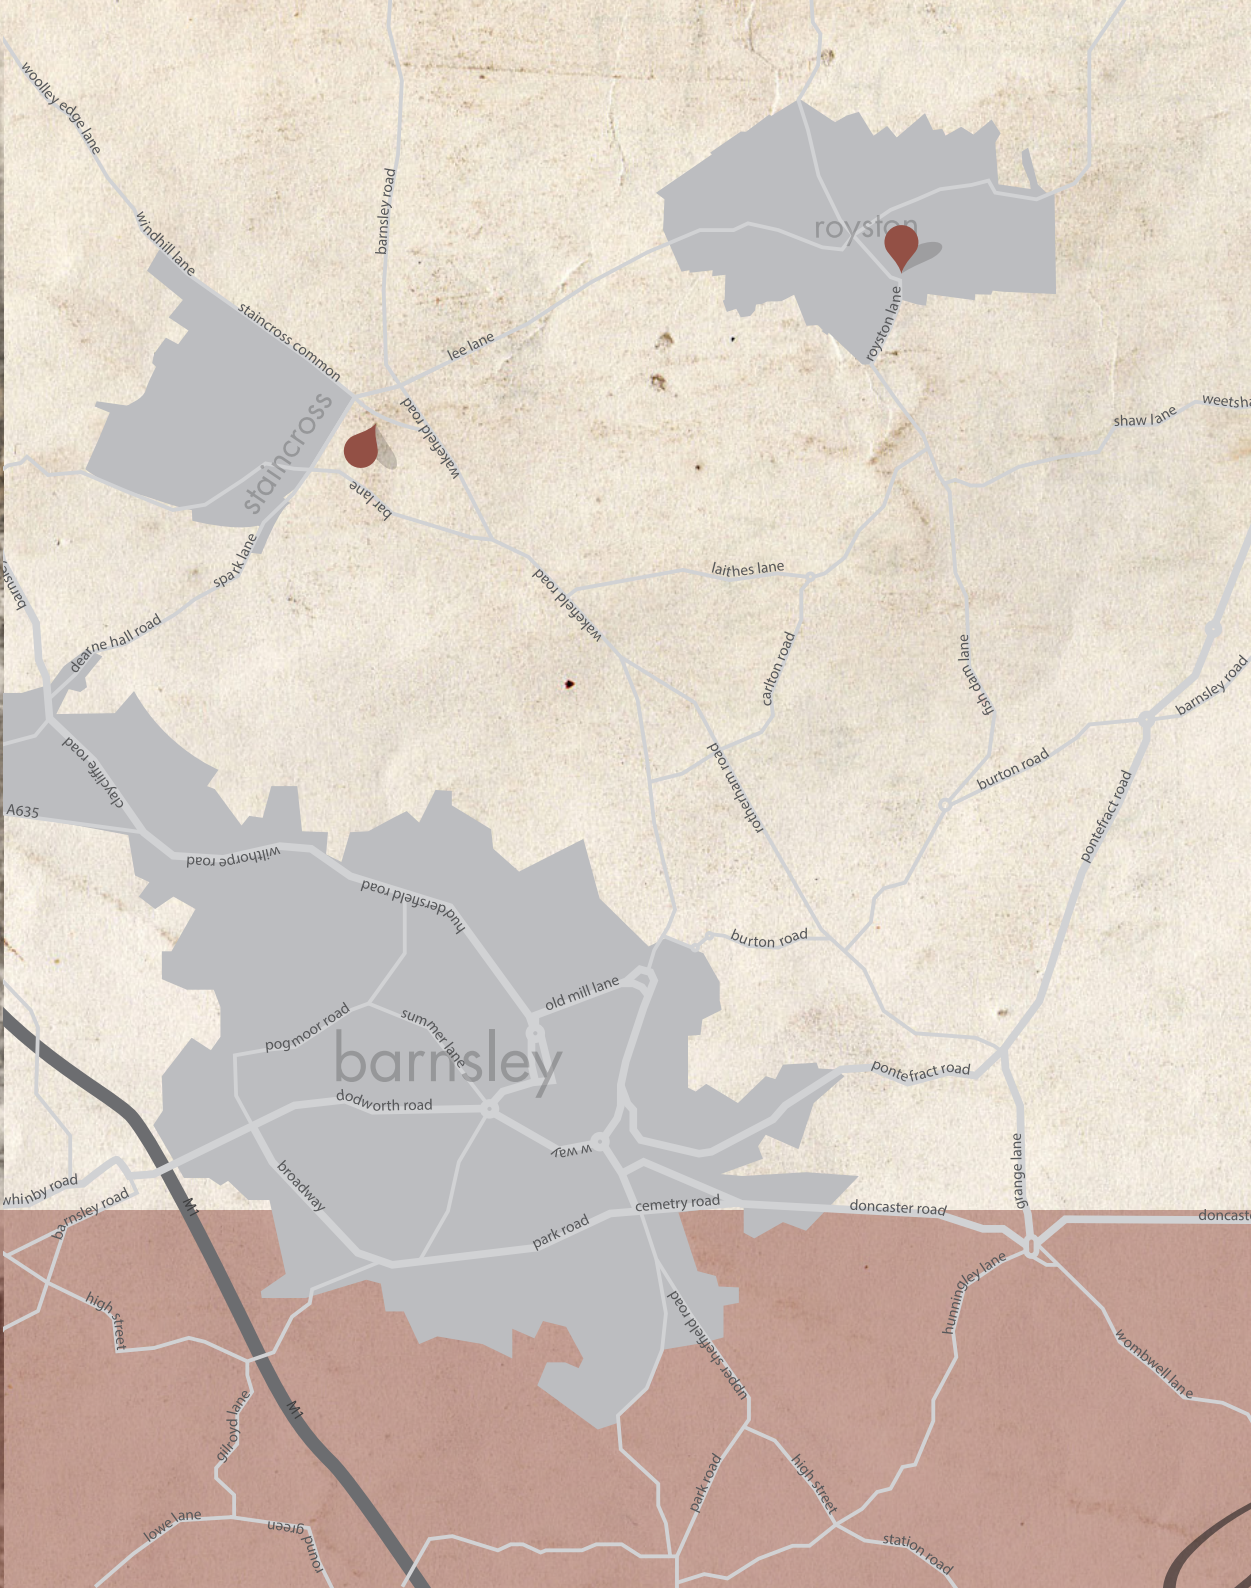 woolley edge lane
barnsley road
windhill lane
royston
staincross common
royston lane
lee lane
wakefield road
staincross
shaw lane
bar lane
spark lane
laithes lane
wakefield road
dearne hall road
carlton road
fish dam lane
barnsley road
claycliffe road
rotherham road
burton road
pontefract road
A635
wilthorpe road
huddersfield road
burton road
old mill lane
pogmoor road
summer lane
barnsley
pontefract road
dodworth road
w way
grange lane
whinby road
broadway
barnsley road
M1
cemetry road
doncaster road
park road
hunningley lane
high street
upper sheffield road
wombwell lane
gilroyd lane
M1
park road
high street
lowe lane
round green
station road